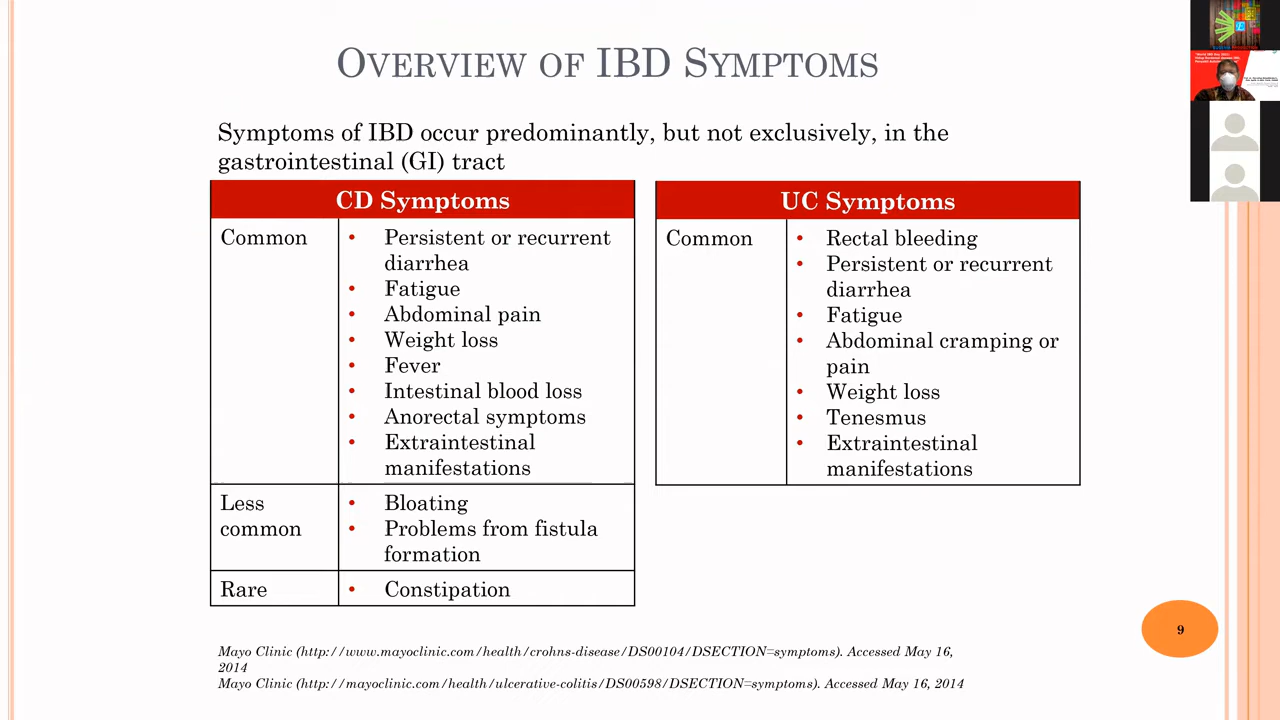 OVERVIEW OF IBD SYMPTOMS
Symptoms of IBD occur predominantly, but not exclusively, in the
gastrointestinal (GI) tract
CD Symptoms
Common
• Persistent or recurrent
diarrhea
• Fatigue
• Abdominal pain
• Weight loss
• Fever
• Intestinal blood loss
• Anorectal symptoms
• Extraintestinal
manifestations
Less
common
• Bloating
• Problems from fistula
formation
Rare
• Constipation
UC Symptoms
Common
• Rectal bleeding
• Persistent or recurrent
diarrhea
• Fatigue
• Abdominal cramping or
pain
• Weight loss
• Tenesmus
• Extraintestinal
manifestations
Mayo Clinic (http://www.mayoclinic.com/health/crohns-disease/DS00104/DSECTION=symptoms). Accessed May 16,
2014
Mayo Clinic (http://mayoclinic.com/health/ulcerative-colitis/DS00598/DSECTION=symptoms). Accessed May 16, 2014
9